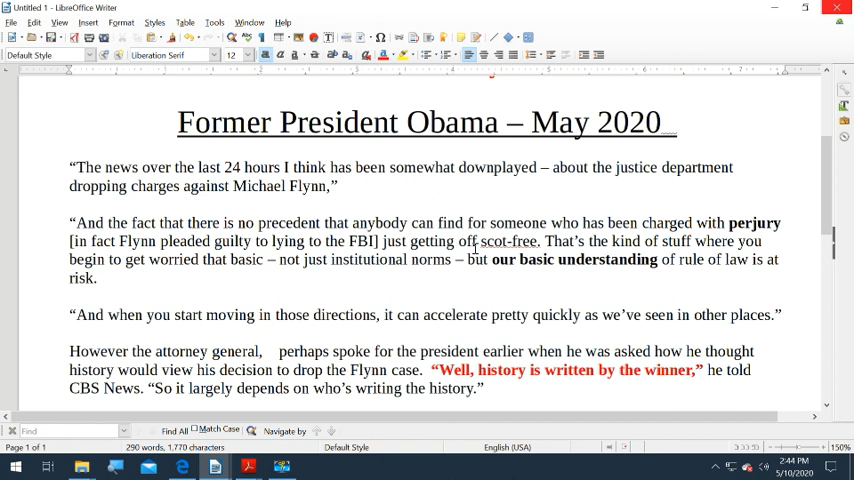 Untitled 1 - LibreOffice Writer
File Edit View Insert Format Styles Table Tools Window Help
Default Style Liberation Serif 12
Former President Obama – May 2020
“The news over the last 24 hours I think has been somewhat downplayed – about the justice department
dropping charges against Michael Flynn,”
“And the fact that there is no precedent that anybody can find for someone who has been charged with perjury
[in fact Flynn pleaded guilty to lying to the FBI] just getting off scot-free. That’s the kind of stuff where you
begin to get worried that basic – not just institutional norms – but our basic understanding of rule of law is at
risk.
“And when you start moving in those directions, it can accelerate pretty quickly as we’ve seen in other places.”
However the attorney general, perhaps spoke for the president earlier when he was asked how he thought
history would view his decision to drop the Flynn case. “Well, history is written by the winner,” he told
CBS News. “So it largely depends on who’s writing the history.”
Find Find All Match Case Navigate by
Page 1 of 1 290 words, 1,770 characters Default Style English (USA) 150%
2:44 PM
5/10/2020